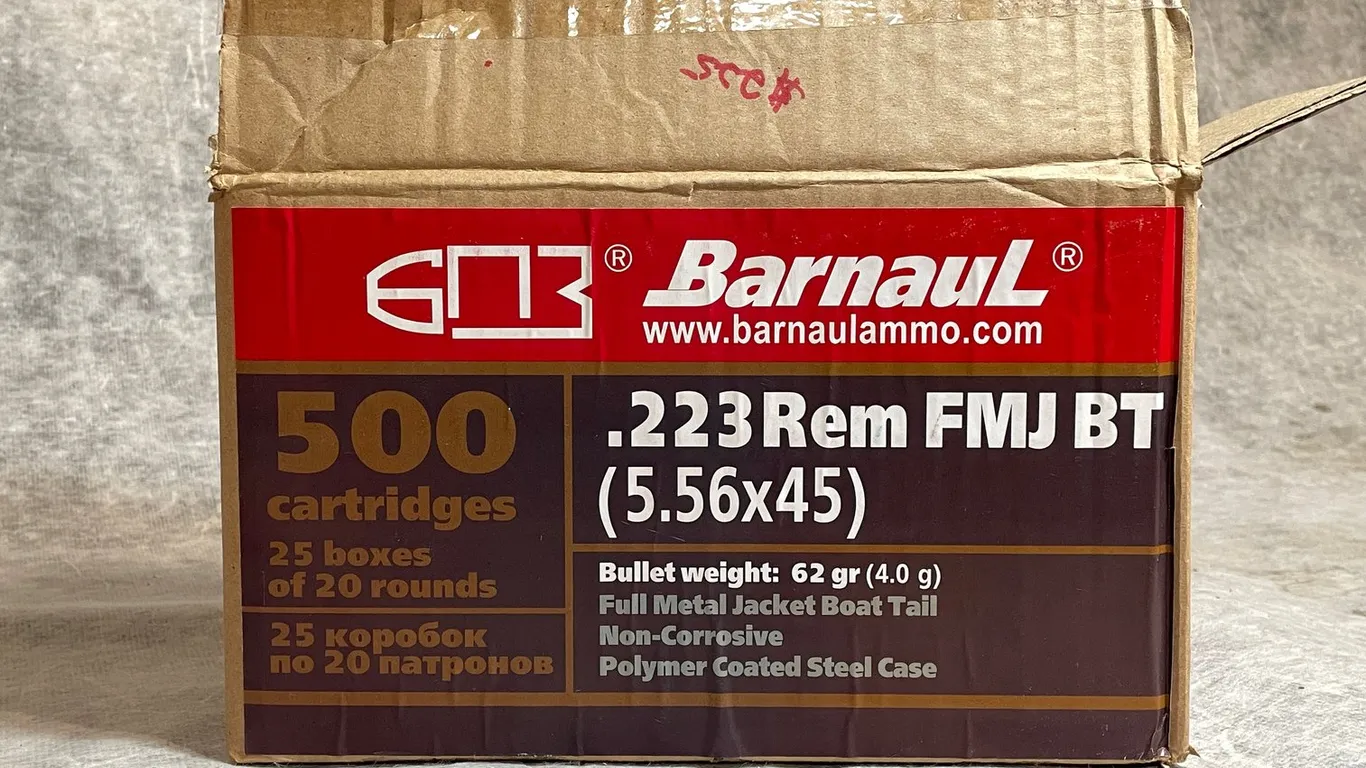 $225
БПЗ® BarnauL®
www.barnaulammo.com
500
cartridges
25 boxes
of 20 rounds
25 коробок
по 20 патронов
.223 Rem FMJ BT
(5.56x45)
Bullet weight: 62 gr (4.0 g)
Full Metal Jacket Boat Tail
Non-Corrosive
Polymer Coated Steel Case